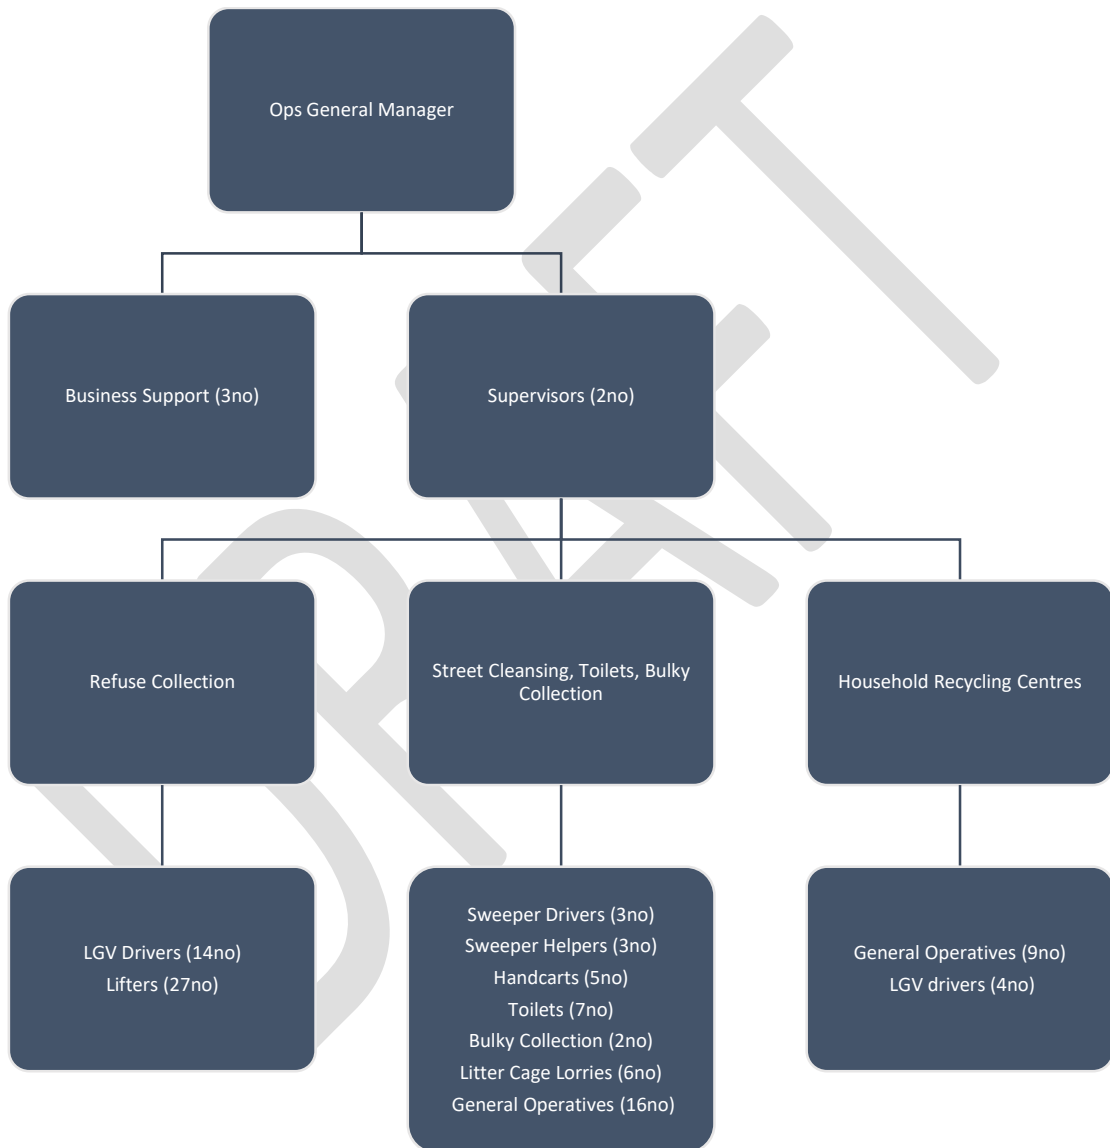 DRAFT
Ops General Manager
Business Support (3no)
Supervisors (2no)
Refuse Collection
Street Cleansing, Toilets, Bulky
Collection
Household Recycling Centres
LGV Drivers (14no)
Lifters (27no)
Sweeper Drivers (3no)
Sweeper Helpers (3no)
Handcarts (5no)
Toilets (7no)
Bulky Collection (2no)
Litter Cage Lorries (6no)
General Operatives (16no)
General Operatives (9no)
LGV drivers (4no)